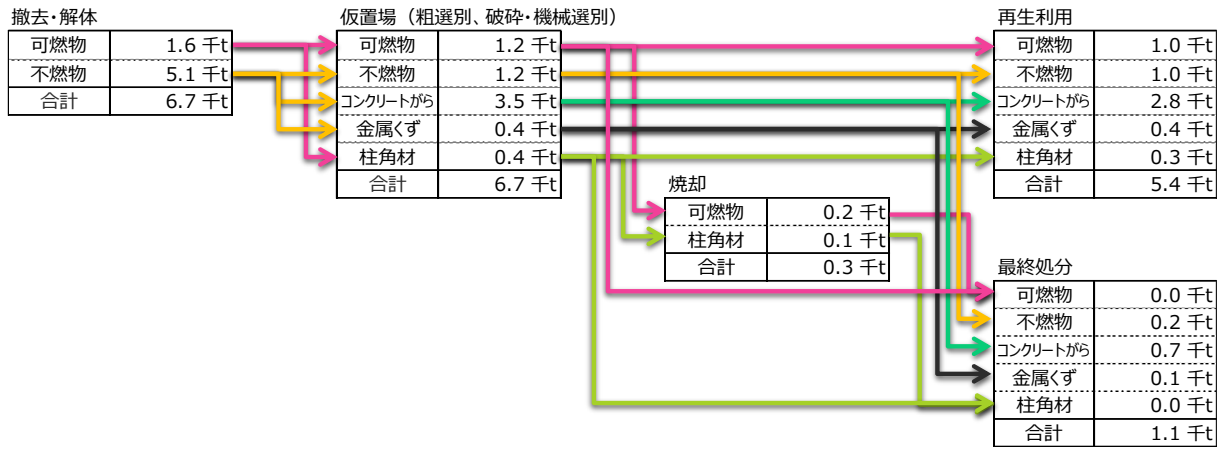 撤去・解体
可燃物 1.6 千t
不燃物 5.1 千t
合計 6.7 千t
仮置場（粗選別、破砕・機械選別）
可燃物 1.2 千t
不燃物 1.2 千t
コンクリートがら 3.5 千t
金属くず 0.4 千t
柱角材 0.4 千t
合計 6.7 千t
焼却
可燃物 0.2 千t
柱角材 0.1 千t
合計 0.3 千t
再生利用
可燃物 1.0 千t
不燃物 1.0 千t
コンクリートがら 2.8 千t
金属くず 0.4 千t
柱角材 0.3 千t
合計 5.4 千t
最終処分
可燃物 0.0 千t
不燃物 0.2 千t
コンクリートがら 0.7 千t
金属くず 0.1 千t
柱角材 0.0 千t
合計 1.1 千t